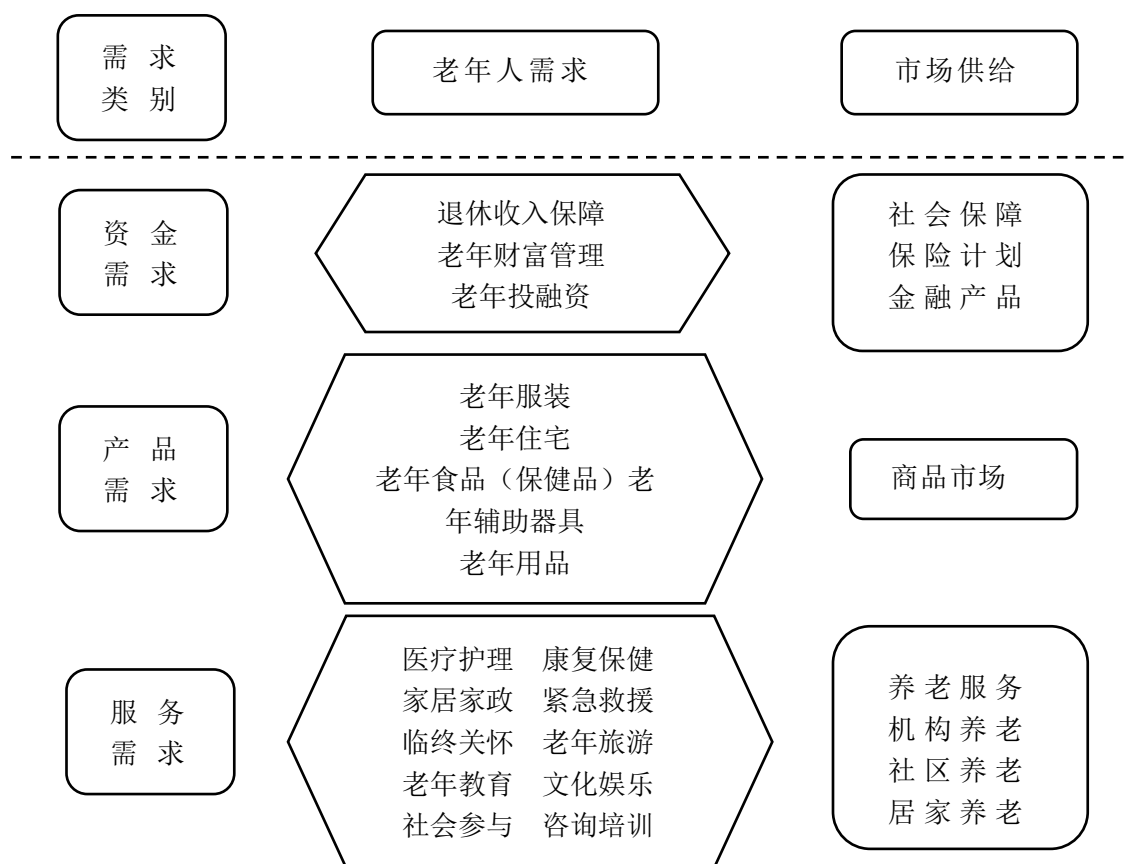 需 求
类 别
老年人需求
市场供给
资 金
需 求
退休收入保障
老年财富管理
老年投融资
社会保障
保险计划
金融产品
产 品
需 求
老年服装
老年住宅
老年食品（保健品）老
年辅助器具
老年用品
商品市场
服 务
需 求
医疗护理 康复保健
家居家政 紧急救援
临终关怀 老年旅游
老年教育 文化娱乐
社会参与 咨询培训
养老服务
机构养老
社区养老
居家养老